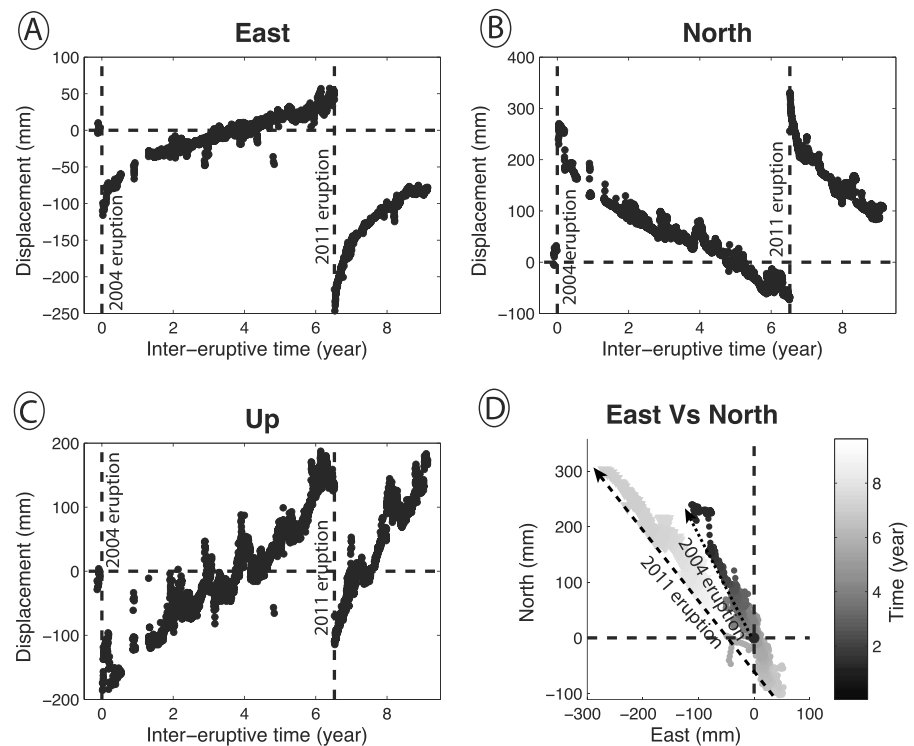 A
East
100
50
0
−50
−100
−150
−200
−250
Displacement (mm)
2004 eruption
2011 eruption
0 2 4 6 8
Inter−eruptive time (year)
B
North
400
300
200
100
0
−100
Displacement (mm)
2004eruption
2011 eruption
0 2 4 6 8
Inter−eruptive time (year)
C
Up
200
100
0
−100
−200
Displacement (mm)
2004 eruption
2011 eruption
0 2 4 6 8
Inter−eruptive time (year)
D
East Vs North
300
200
100
0
−100
North (mm)
2004 eruption
2011 eruption
−300 −200 −100 0 100
East (mm)
8
6
4
2
Time (year)